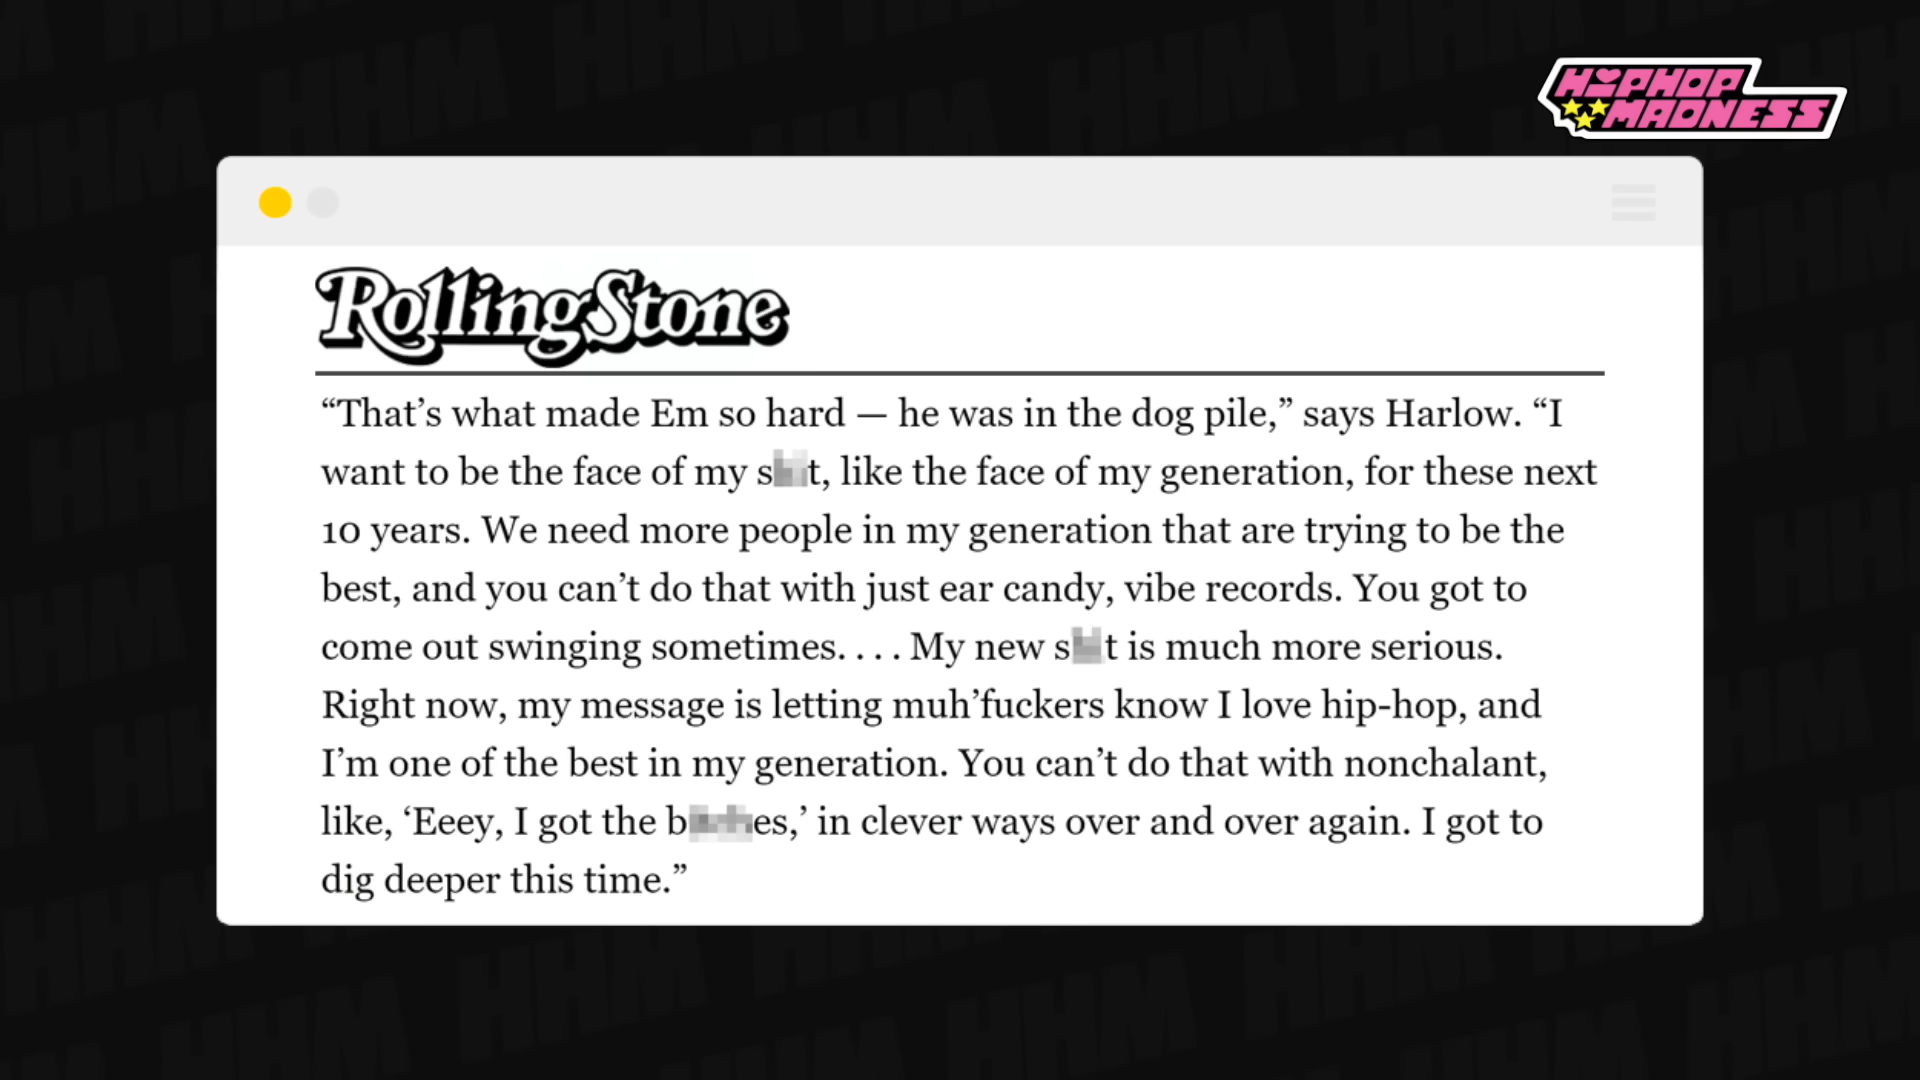 HIPHOP
MADNESS
RollingStone
“That’s what made Em so hard — he was in the dog pile,” says Harlow. “I
want to be the face of my s t, like the face of my generation, for these next
10 years. We need more people in my generation that are trying to be the
best, and you can’t do that with just ear candy, vibe records. You got to
come out swinging sometimes. . . . My new s t is much more serious.
Right now, my message is letting muh’fuckers know I love hip-hop, and
I’m one of the best in my generation. You can’t do that with nonchalant,
like, ‘Eeey, I got the b es,’ in clever ways over and over again. I got to
dig deeper this time.”